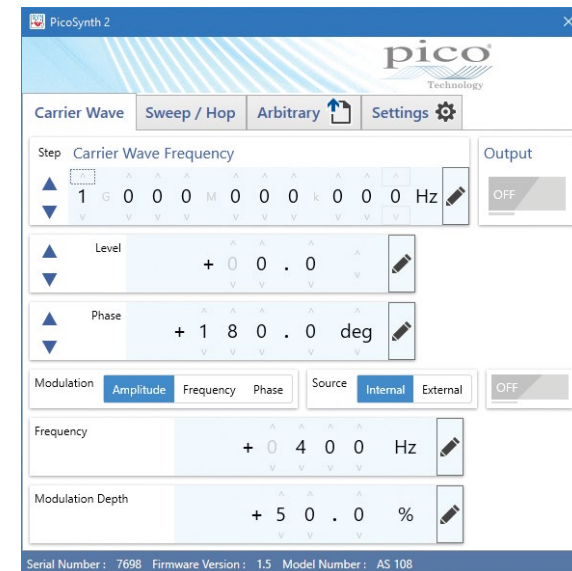 PicoSynth 2
pico
Technology
Carrier Wave Sweep / Hop Arbitrary Settings
Step Carrier Wave Frequency Output
1 G 0 0 0 M 0 0 0 k 0 0 0 Hz OFF
Level
+ 0 0 . 0
Phase
+ 1 8 0 . 0 deg
Modulation Amplitude Frequency Phase Source Internal External OFF
Frequency
+ 0 4 0 0 Hz
Modulation Depth
+ 5 0 . 0 %
Serial Number : 7698 Firmware Version : 1.5 Model Number : AS 108